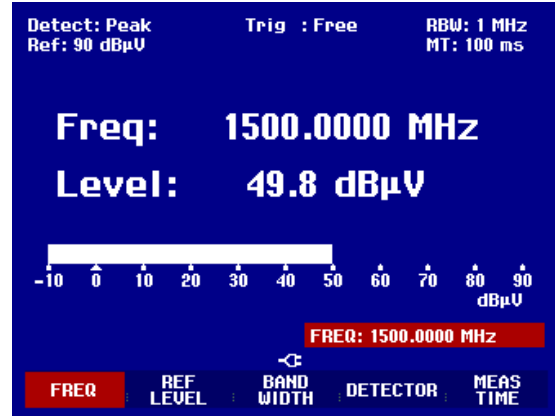 Detect: Peak Trig : Free RBW: 1 MHz
Ref: 90 dBµV MT: 100 ms
Freq: 1500.0000 MHz
Level: 49.8 dBµV
-10 0 10 20 30 40 50 60 70 80 90
dBµV
FREQ: 1500.0000 MHz
FREQ REF LEVEL BAND WIDTH DETECTOR MEAS TIME